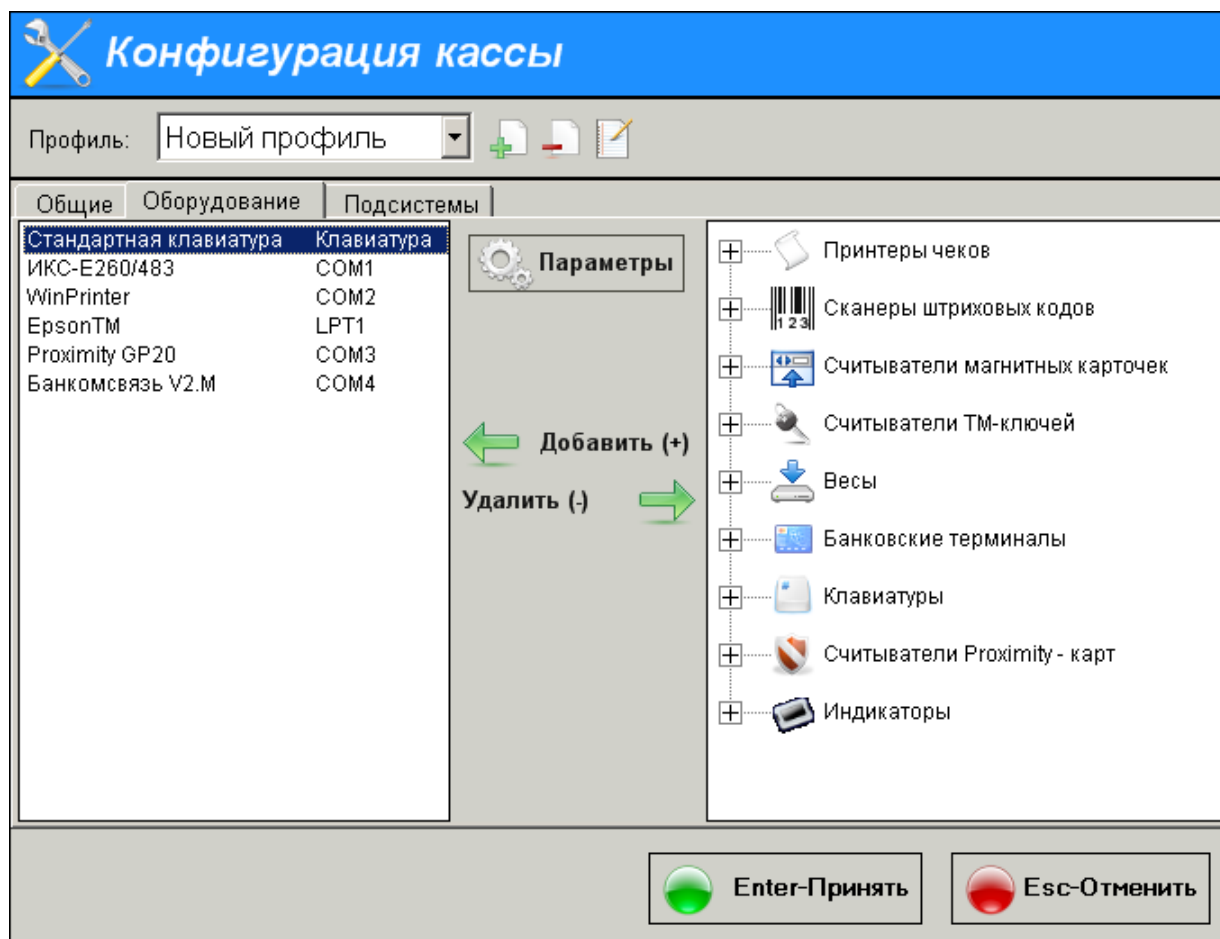 Конфигурация кассы
Профиль: Новый профиль
Общие Оборудование Подсистемы
Стандартная клавиатура Клавиатура
ИКС-E260/483 COM1
WinPrinter COM2
EpsonTM LPT1
Proximity GP20 COM3
Банкомсвязь V2.M COM4
Параметры
Добавить (+)
Удалить (-)
Принтеры чеков
123 Сканеры штриховых кодов
Считыватели магнитных карточек
Считыватели ТМ-ключей
Весы
Банковские терминалы
# Клавиатуры
Считыватели Proximity - карт
Индикаторы
Enter-Принять Esc-Отменить